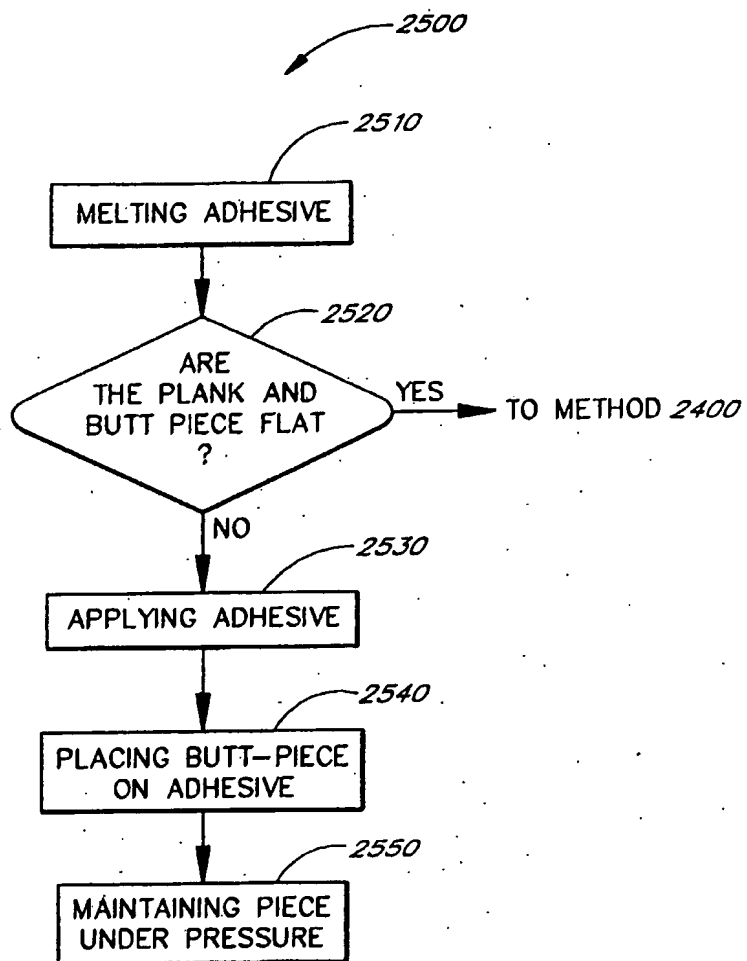 2500
2510
MELTING ADHESIVE
2520
ARE
THE PLANK AND
BUTT PIECE FLAT
?
YES
TO METHOD 2400
NO
2530
APPLYING ADHESIVE
2540
PLACING BUTT-PIECE
ON ADHESIVE
2550
MAINTAINING PIECE
UNDER PRESSURE